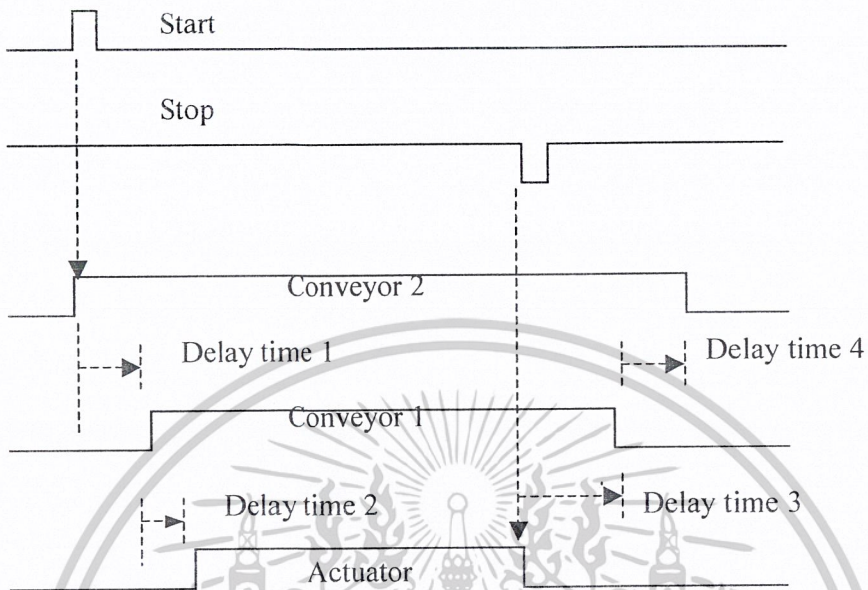 Start
Stop
Conveyor 2
Delay time 1
Delay time 4
Conveyor 1
Delay time 2
Delay time 3
Actuator